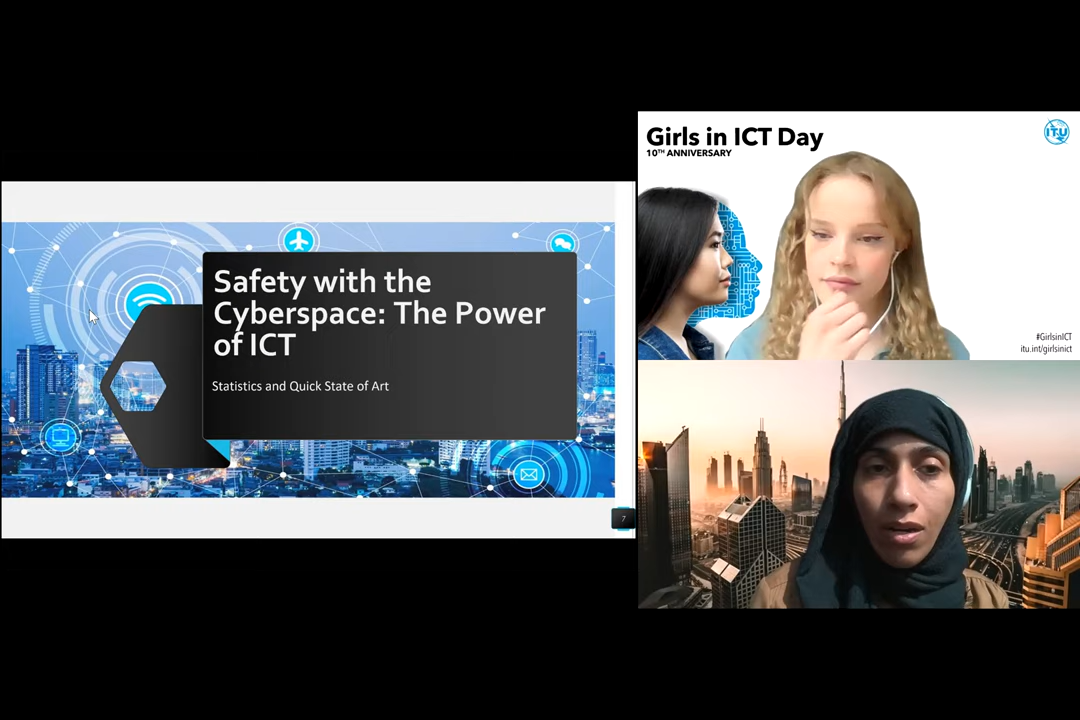 Safety with the
Cyberspace: The Power
of ICT
Statistics and Quick State of Art
7
Girls in ICT Day
10TH ANNIVERSARY
ITU
#GirlsinICT
itu.int/girlsinict